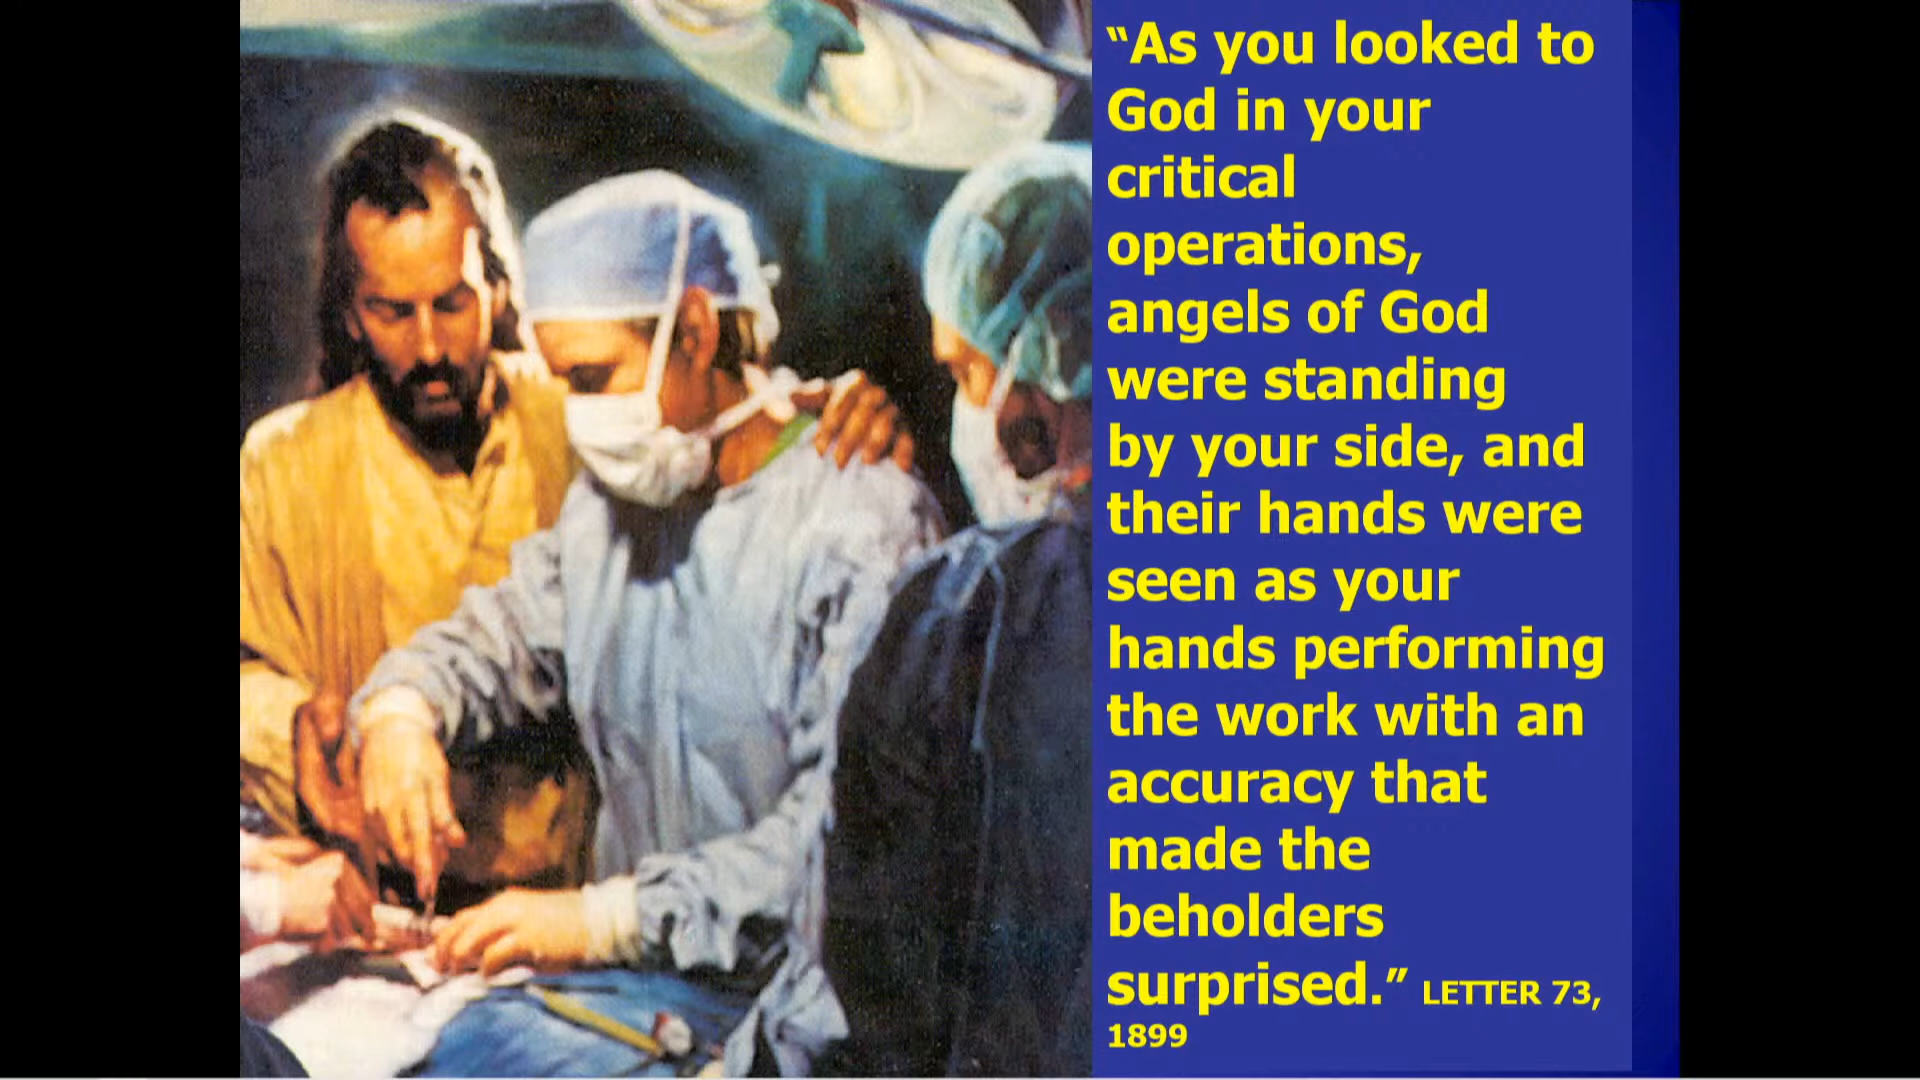 “As you looked to
God in your
critical
operations,
angels of God
were standing
by your side, and
their hands were
seen as your
hands performing
the work with an
accuracy that
made the
beholders
surprised.” LETTER 73,
1899